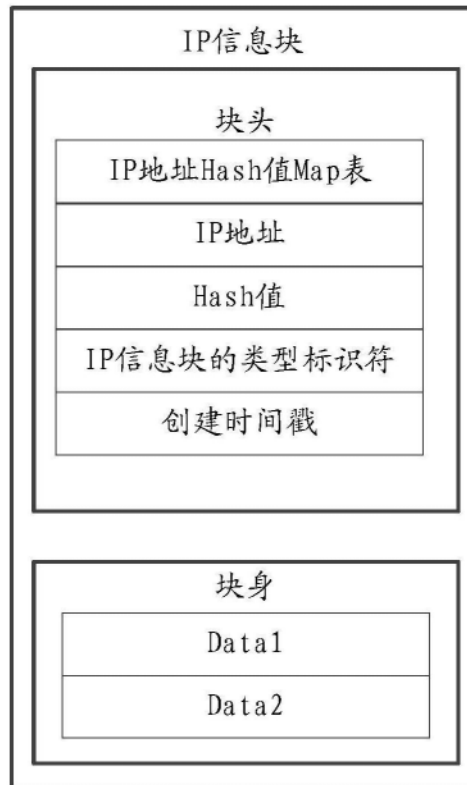 IP信息块
块头
IP地址Hash值Map表
IP地址
Hash值
IP信息块的类型标识符
创建时间戳
块身
Data1
Data2